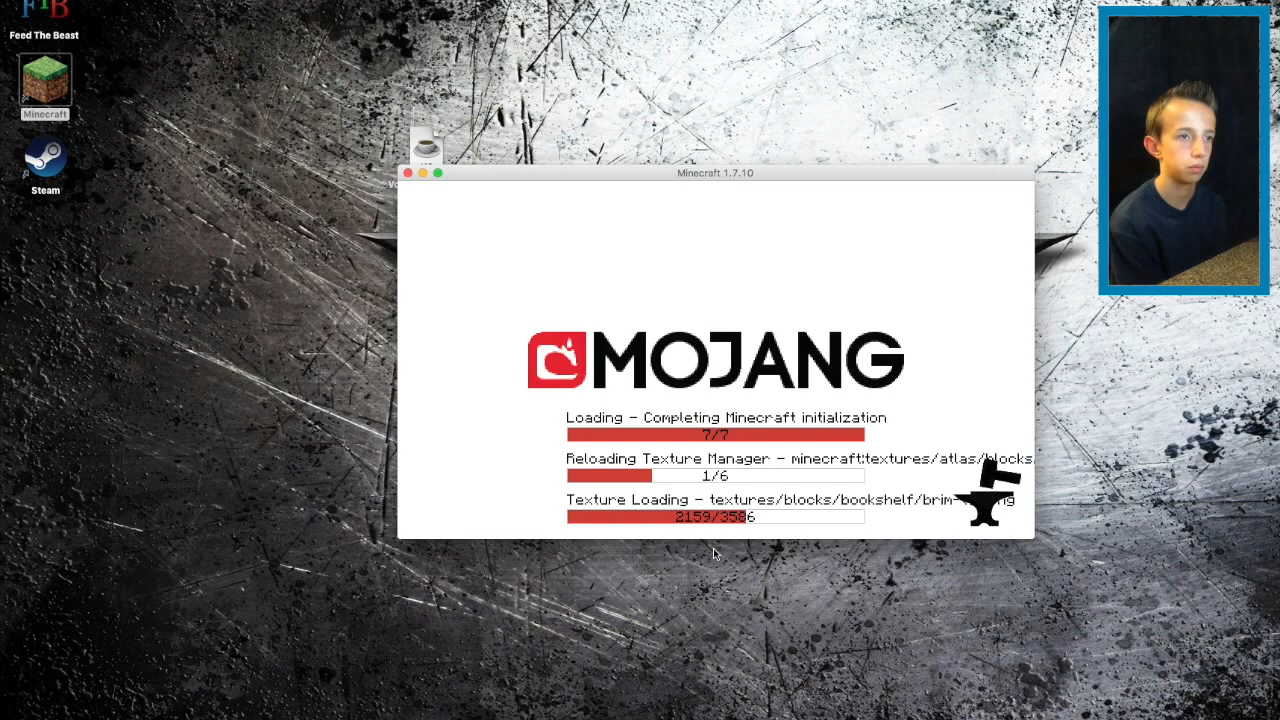 FTB
Feed The Beast
Minecraft
Steam
Minecraft 1.7.10
MOJANG
Loading - Completing Minecraft initialization
7/7
Reloading Texture Manager - minecraft:textures/atlas/blocks.
1/6
Texture Loading - textures/blocks/bookshelf/brim-
2159/3586